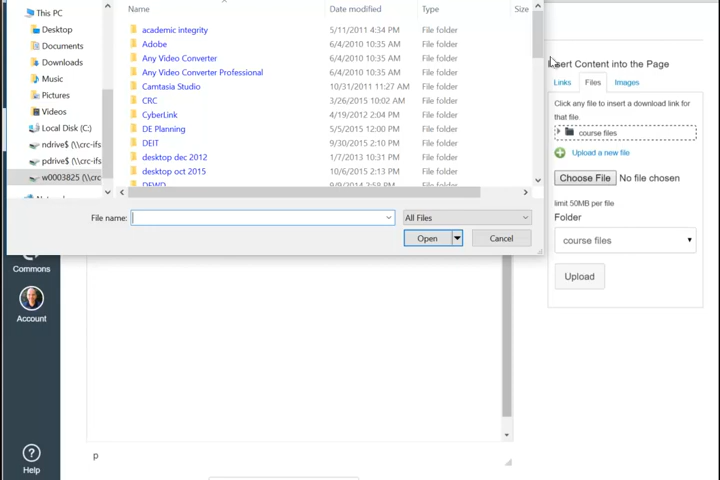 This PC
Desktop
Documents
Downloads
Music
Pictures
Videos
Local Disk (C:)
ndrive$ (\\crc-ifs
pdrive$ (\\crc-ifs
w0003825 (\\crc
Name Date modified Type Size
academic integrity 5/11/2011 4:34 PM File folder
Adobe 6/4/2010 10:35 AM File folder
Any Video Converter 6/4/2010 10:35 AM File folder
Any Video Converter Professional 6/4/2010 10:35 AM File folder
Camtasia Studio 10/31/2011 11:27 AM File folder
CRC 3/26/2015 10:02 AM File folder
CyberLink 4/19/2012 2:04 PM File folder
DE Planning 5/5/2015 12:00 PM File folder
DEIT 9/30/2015 2:10 PM File folder
desktop dec 2012 1/7/2013 10:31 PM File folder
desktop oct 2015 10/6/2015 2:13 PM File folder
File folder
File name: All Files
Open Cancel
Insert Content into the Page
Links Files Images
Click any file to insert a download link for
that file.
course files
Upload a new file
Choose File No file chosen
limit 50MB per file
Folder
course files
Upload
Commons
Account
Help
p